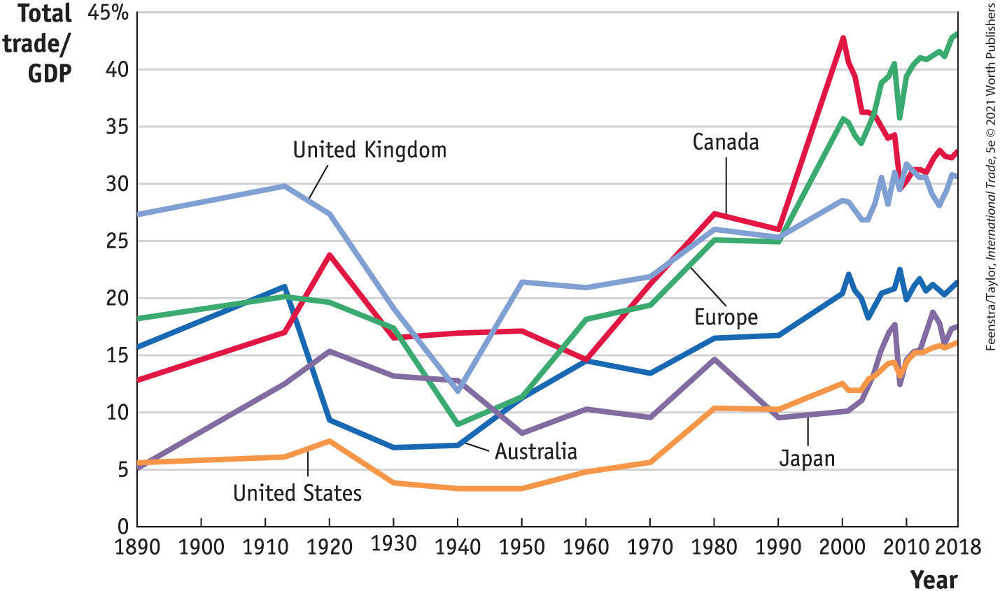 Total
trade/
GDP
45%
40
35
30
25
20
15
10
5
0
United Kingdom
Canada
Europe
Australia
Japan
United States
1890 1900 1910 1920 1930 1940 1950 1960 1970 1980 1990 2000 2010 2018
Year
Feenstra/Taylor, International Trade, 5e © 2021 Worth Publishers